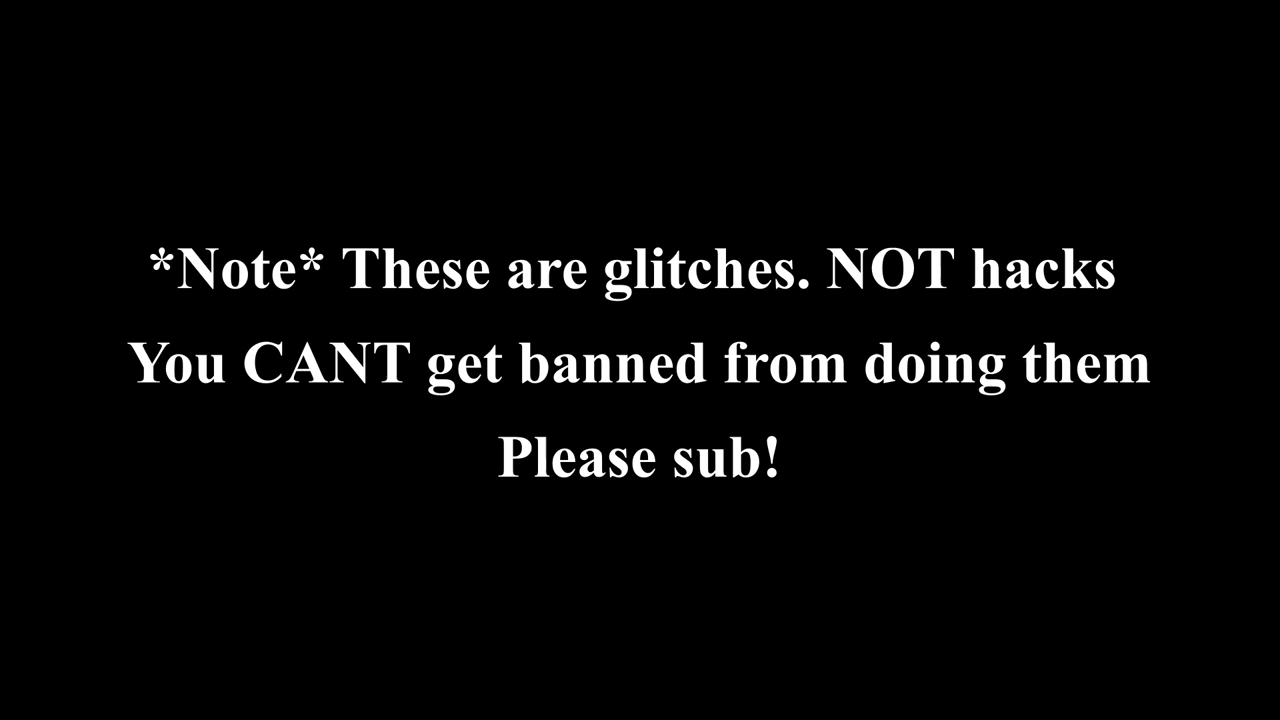 *Note* These are glitches. NOT hacks
You CANT get banned from doing them
Please sub!